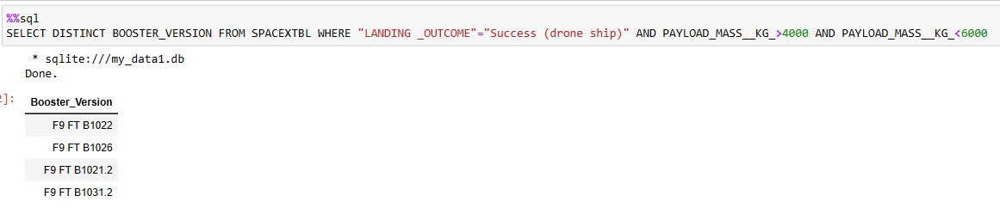 %%sql
SELECT DISTINCT BOOSTER_VERSION FROM SPACEXTBL WHERE "LANDING _OUTCOME"="Success (drone ship)" AND PAYLOAD_MASS__KG_>4000 AND PAYLOAD_MASS__KG_<6000
* sqlite:///my_data1.db
Done.
]:
Booster_Version
F9 FT B1022
F9 FT B1026
F9 FT B1021.2
F9 FT B1031.2